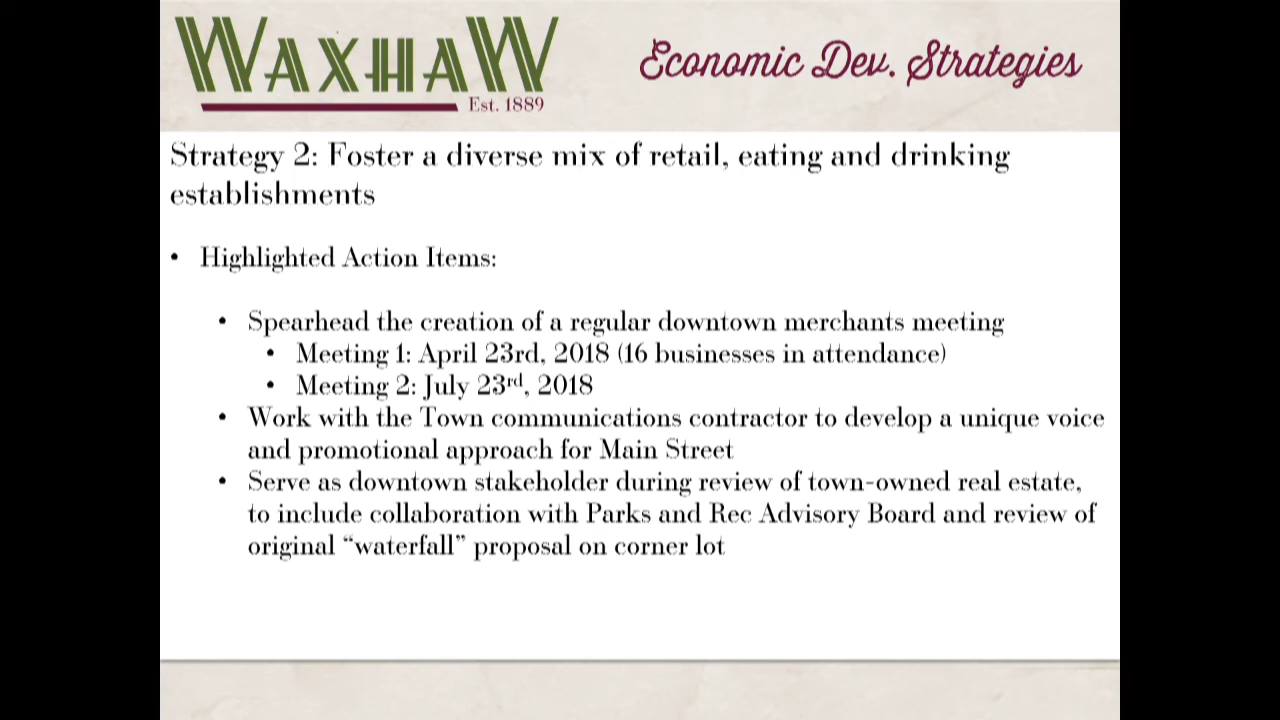 WAXHAW
Est. 1889
Economic Dev. Strategies
Strategy 2: Foster a diverse mix of retail, eating and drinking
establishments
• Highlighted Action Items:
• Spearhead the creation of a regular downtown merchants meeting
• Meeting 1: April 23rd, 2018 (16 businesses in attendance)
• Meeting 2: July 23rd, 2018
• Work with the Town communications contractor to develop a unique voice
and promotional approach for Main Street
• Serve as downtown stakeholder during review of town-owned real estate,
to include collaboration with Parks and Rec Advisory Board and review of
original “waterfall” proposal on corner lot